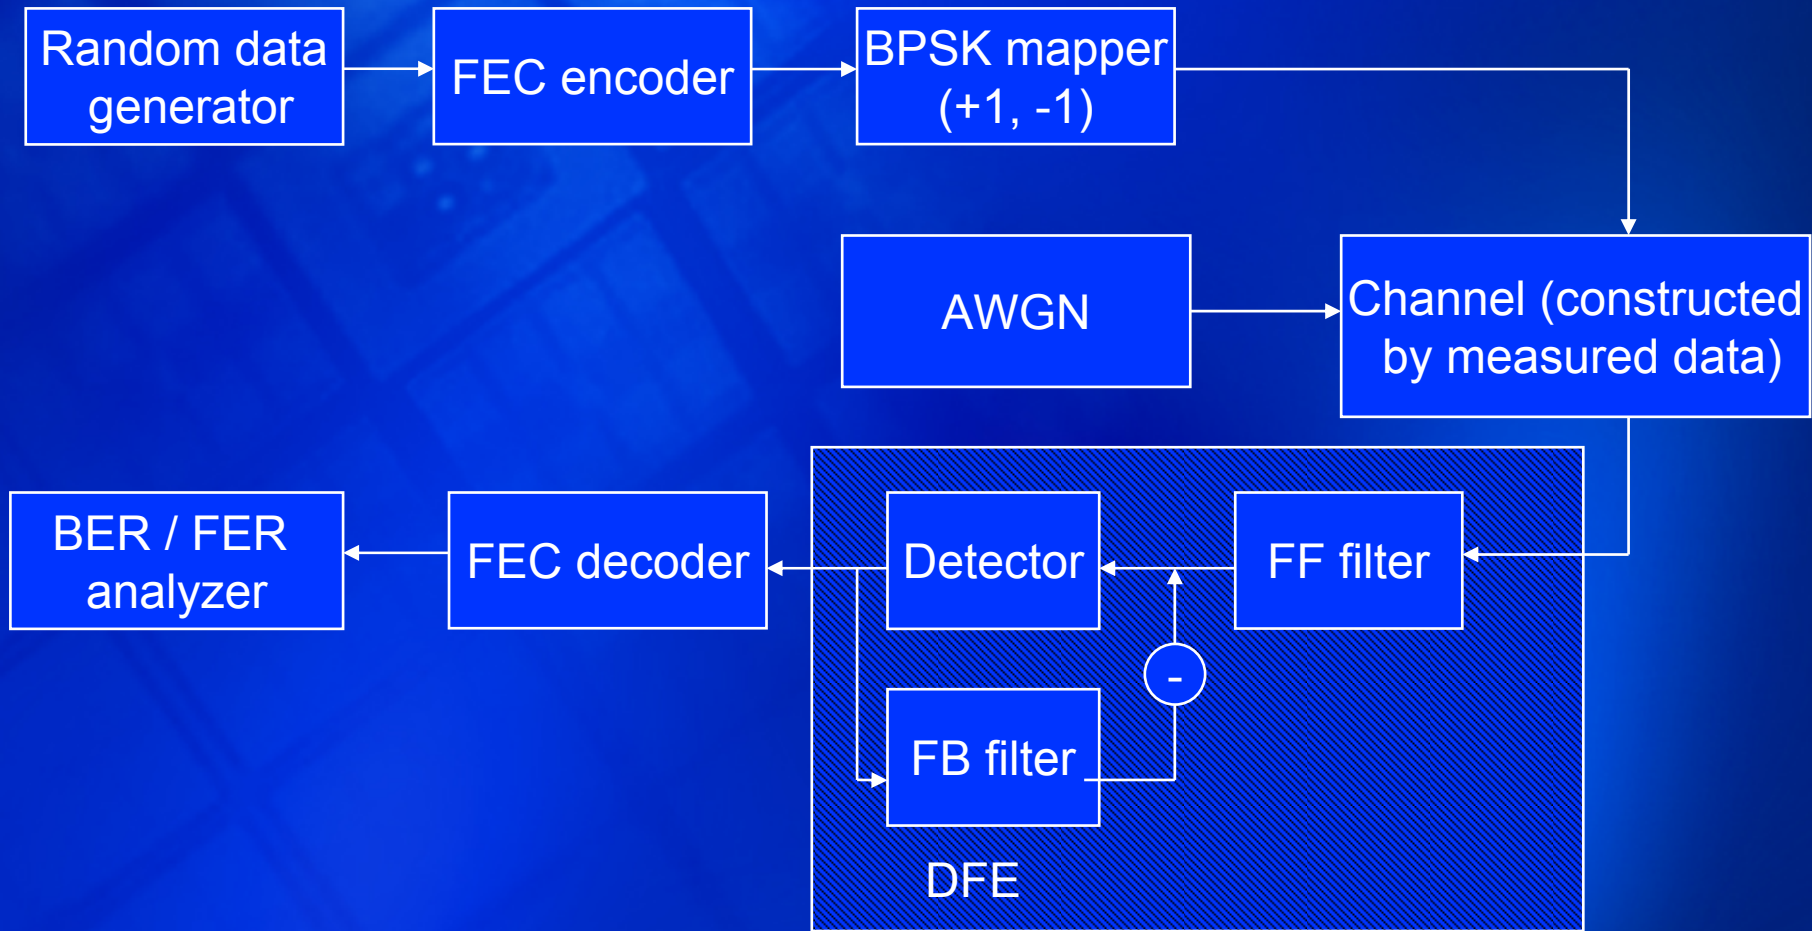 Random data
generator
FEC encoder
BPSK mapper
(+1, -1)
AWGN
Channel (constructed
by measured data)
BER / FER
analyzer
FEC decoder
Detector
FF filter
-
FB filter
DFE